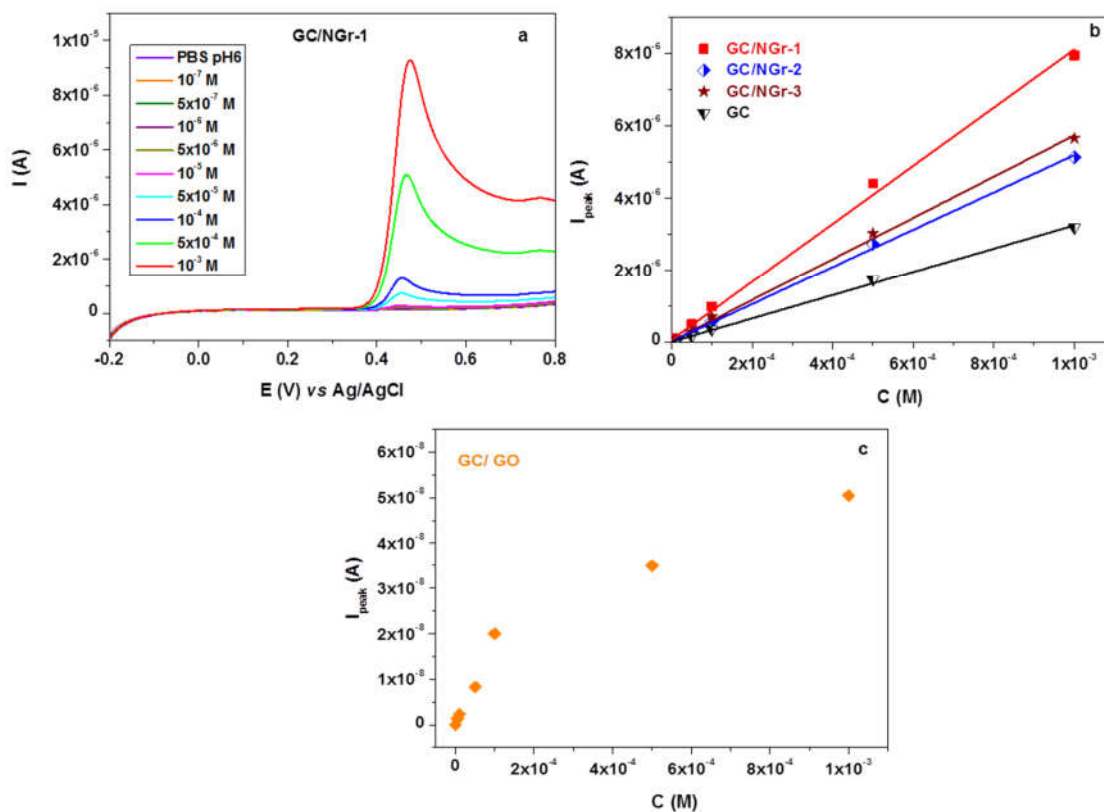 GC/NGr-1
a
PBS pH6
10⁻⁷ M
5x10⁻⁷ M
10⁻⁶ M
5x10⁻⁶ M
10⁻⁵ M
5x10⁻⁵ M
10⁻⁴ M
5x10⁻⁴ M
10⁻³ M
1x10⁻⁵
8x10⁻⁶
6x10⁻⁶
4x10⁻⁶
2x10⁻⁶
0
I (A)
-0.2 0.0 0.2 0.4 0.6 0.8
E (V) vs Ag/AgCl
b
GC/NGr-1
GC/NGr-2
GC/NGr-3
GC
8x10⁻⁶
6x10⁻⁶
4x10⁻⁶
2x10⁻⁶
0
Ipeak (A)
0 2x10⁻⁴ 4x10⁻⁴ 6x10⁻⁴ 8x10⁻⁴ 1x10⁻³
C (M)
c
GC/ GO
6x10⁻⁸
5x10⁻⁸
4x10⁻⁸
3x10⁻⁸
2x10⁻⁸
1x10⁻⁸
0
Ipeak (A)
0 2x10⁻⁴ 4x10⁻⁴ 6x10⁻⁴ 8x10⁻⁴ 1x10⁻³
C (M)